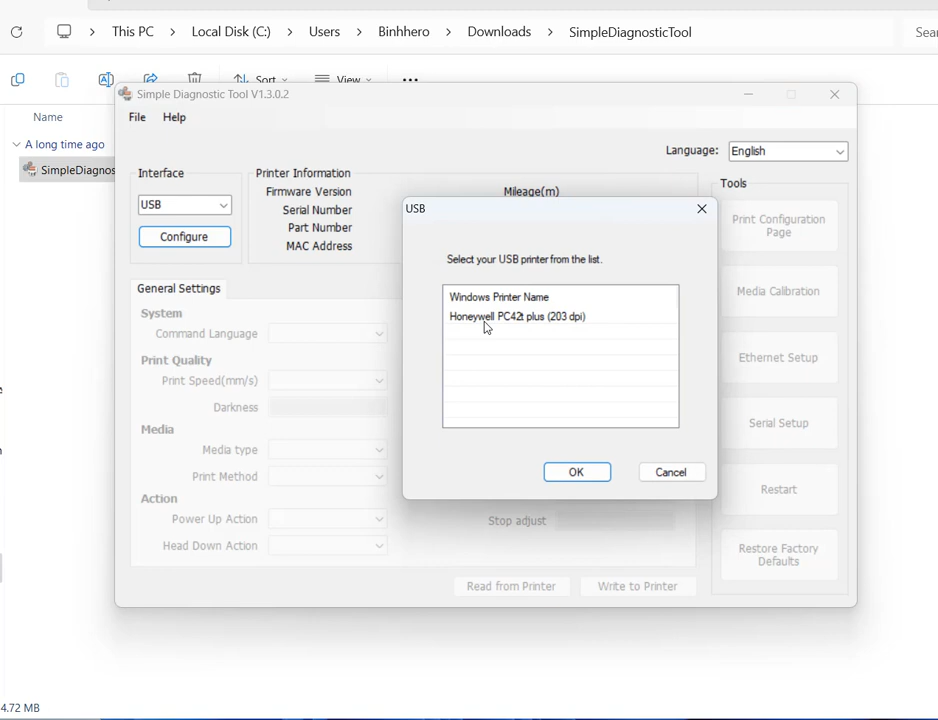 This PC > Local Disk (C:) > Users > Binhhero > Downloads > SimpleDiagnosticTool
Sort View
Name
A long time ago
SimpleDiagnos
Simple Diagnostic Tool V1.3.0.2
File Help
Language: English
Interface
USB
Configure
Printer Information
Firmware Version
Serial Number
Part Number
MAC Address
Mileage(m)
USB
Select your USB printer from the list.
Windows Printer Name
Honeywell PC42t plus (203 dpi)
OK Cancel
General Settings
System
Command Language
Print Quality
Print Speed(mm/s)
Darkness
Media
Media type
Print Method
Action
Power Up Action
Head Down Action
Stop adjust
Read from Printer Write to Printer
Tools
Print Configuration
Page
Media Calibration
Ethernet Setup
Serial Setup
Restart
Restore Factory
Defaults
4.72 MB